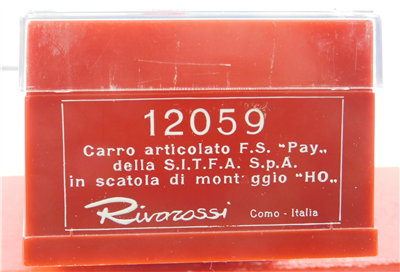 12059
Carro articolato F.S. "Pay„
della S.I.T.F.A. S.p.A.
in scatola di mont ggio "HO„
Rivarossi Como - Italia